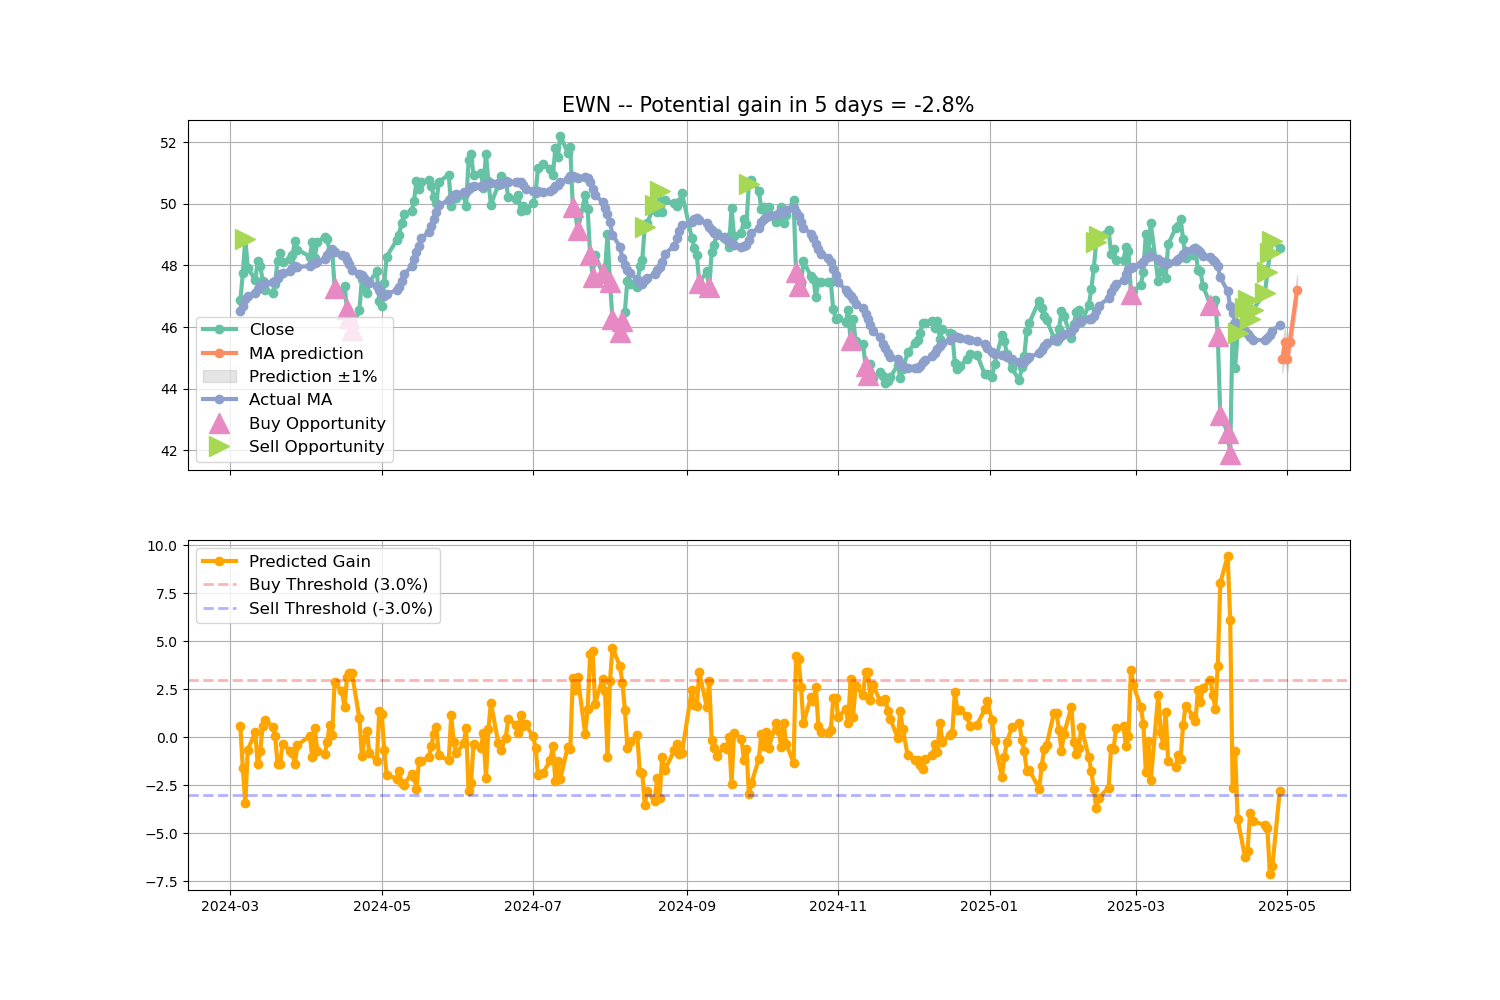 EWN -- Potential gain in 5 days = -2.8%
52
50
48
46
44
42
Close
MA prediction
Prediction ±1%
Actual MA
Buy Opportunity
Sell Opportunity
10.0
7.5
5.0
2.5
0.0
−2.5
−5.0
−7.5
Predicted Gain
Buy Threshold (3.0%)
Sell Threshold (-3.0%)
2024-03 2024-05 2024-07 2024-09 2024-11 2025-01 2025-03 2025-05